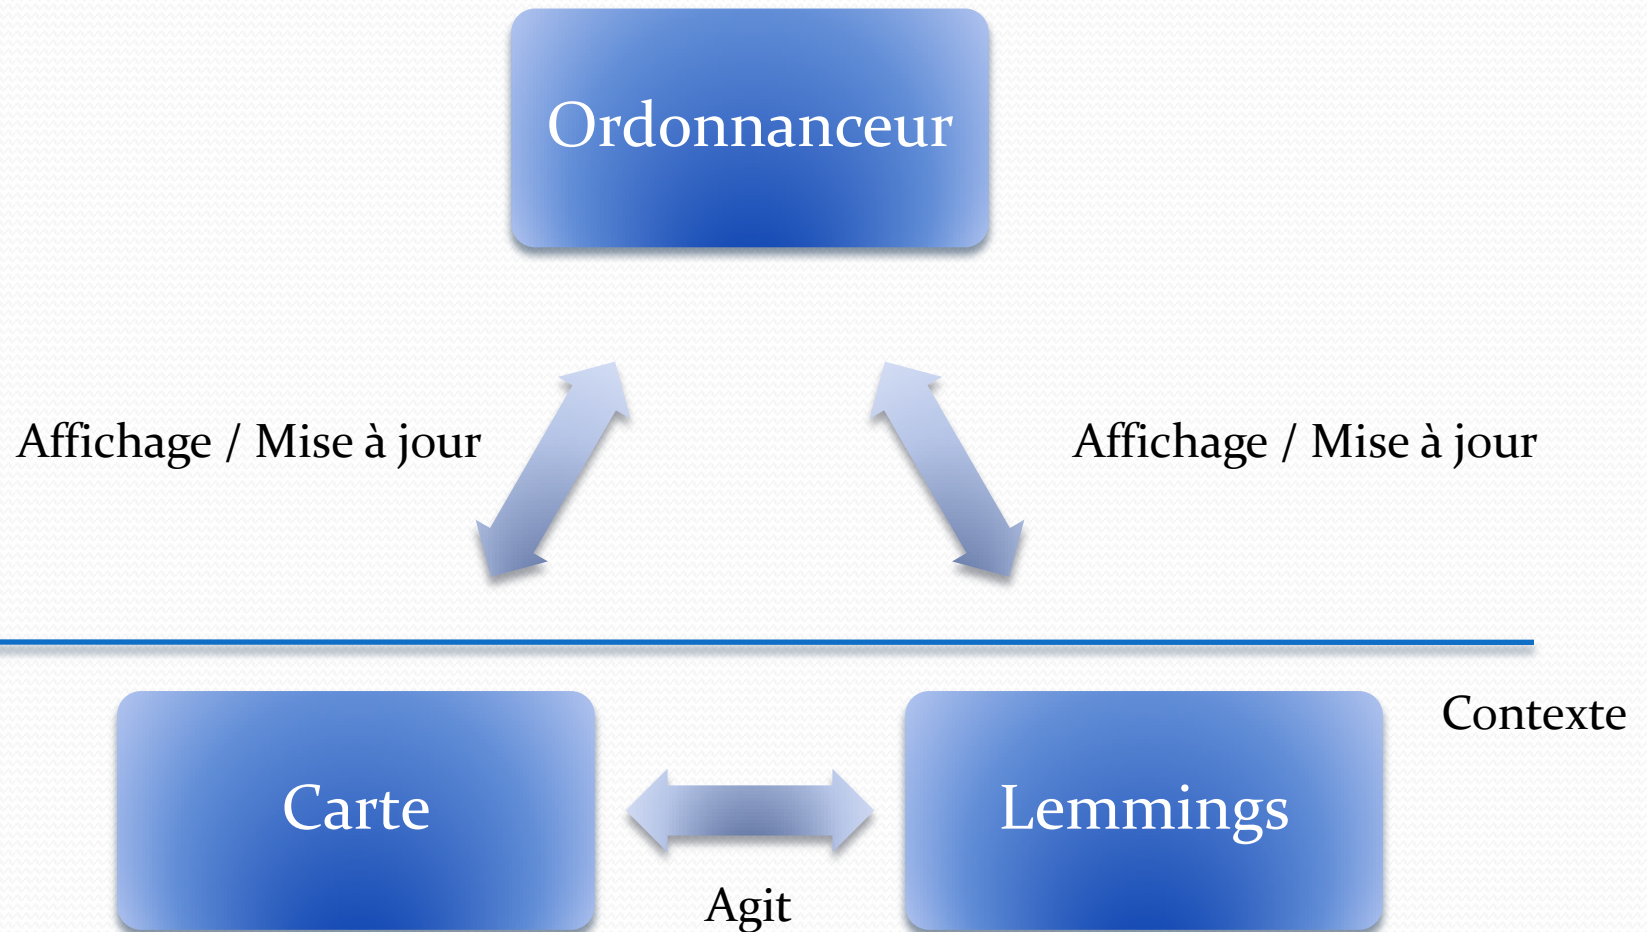 Ordonnanceur
Affichage / Mise à jour
Affichage / Mise à jour
Contexte
Carte
Lemmings
Agit